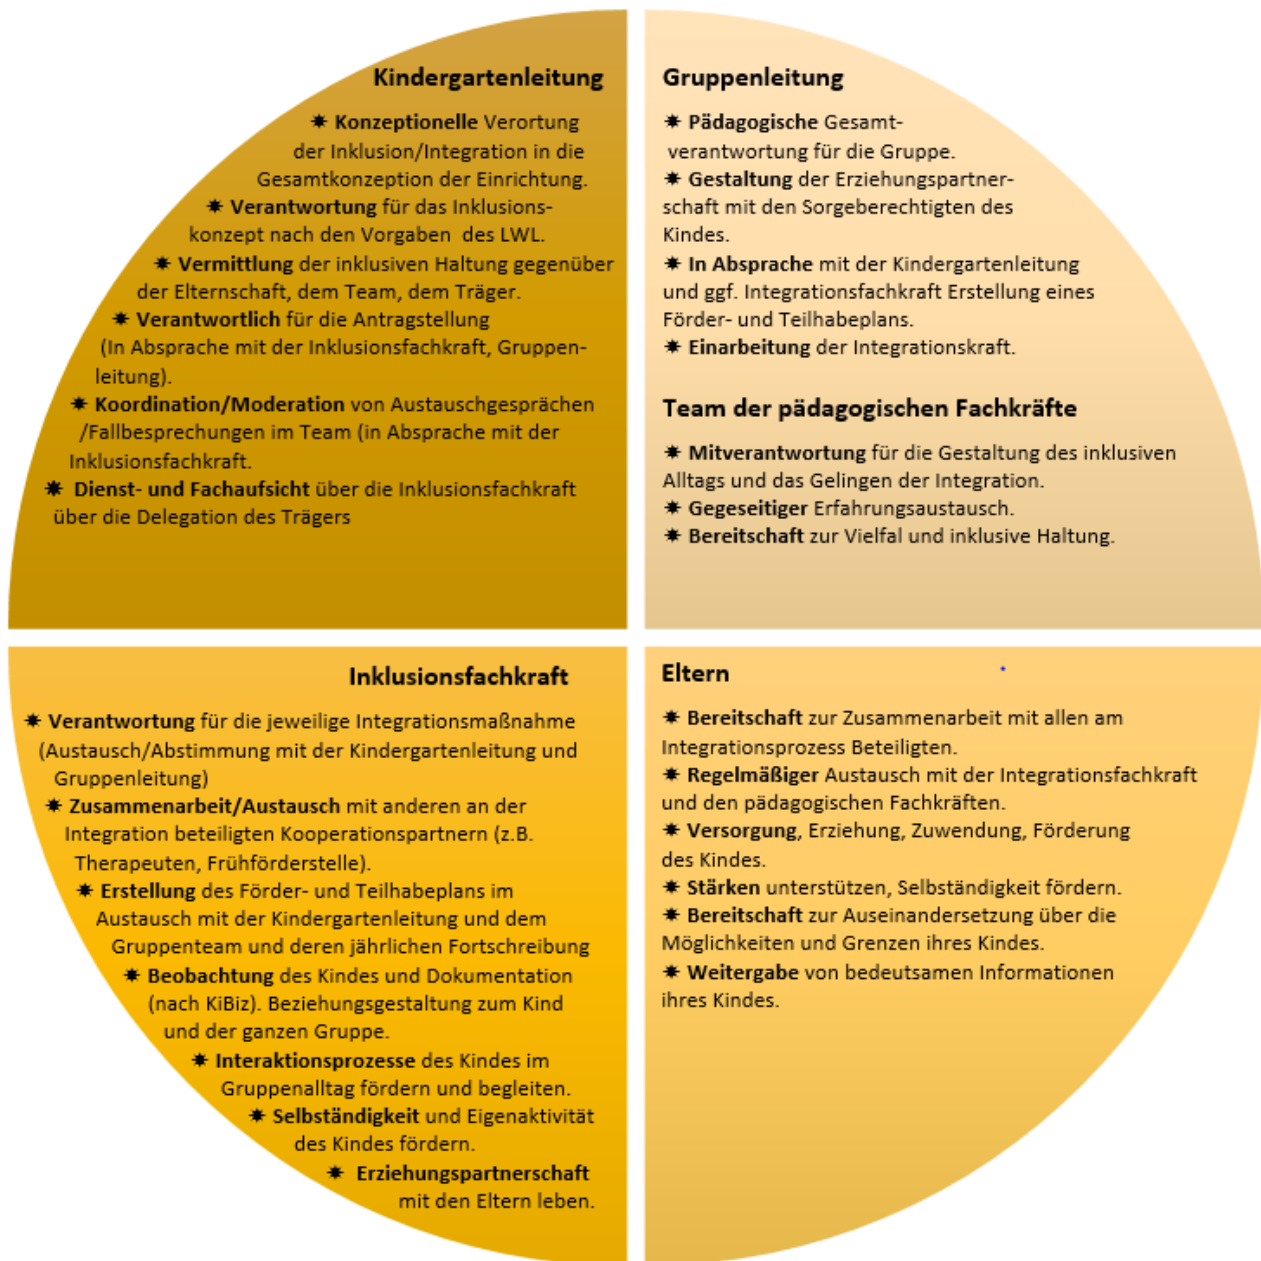 Kindergartenleitung
✷ Konzeptionelle Verortung
der Inklusion/Integration in die
Gesamtkonzeption der Einrichtung.
✷ Verantwortung für das Inklusions-
konzept nach den Vorgaben des LWL.
✷ Vermittlung der inklusiven Haltung gegenüber
der Elternschaft, dem Team, dem Träger.
✷ Verantwortlich für die Antragstellung
(In Absprache mit der Inklusionsfachkraft, Gruppen-
leitung).
✷ Koordination/Moderation von Austauschgesprächen
/Fallbesprechungen im Team (in Absprache mit der
Inklusionsfachkraft.
✷ Dienst- und Fachaufsicht über die Inklusionsfachkraft
über die Delegation des Trägers
Gruppenleitung
✷ Pädagogische Gesamt-
verantwortung für die Gruppe.
✷ Gestaltung der Erziehungspartner-
schaft mit den Sorgeberechtigten des
Kindes.
✷ In Absprache mit der Kindergartenleitung
und ggf. Integrationsfachkraft Erstellung eines
Förder- und Teilhabeplans.
✷ Einarbeitung der Integrationskraft.
Team der pädagogischen Fachkräfte
✷ Mitverantwortung für die Gestaltung des inklusiven
Alltags und das Gelingen der Integration.
✷ Gegeseitiger Erfahrungsaustausch.
✷ Bereitschaft zur Vielfal und inklusive Haltung.
Inklusionsfachkraft
✷ Verantwortung für die jeweilige Integrationsmaßnahme
(Austausch/Abstimmung mit der Kindergartenleitung und
Gruppenleitung)
✷ Zusammenarbeit/Austausch mit anderen an der
Integration beteiligten Kooperationspartnern (z.B.
Therapeuten, Frühförderstelle).
✷ Erstellung des Förder- und Teilhabeplans im
Austausch mit der Kindergartenleitung und dem
Gruppenteam und deren jährlichen Fortschreibung
✷ Beobachtung des Kindes und Dokumentation
(nach KiBiz). Beziehungsgestaltung zum Kind
und der ganzen Gruppe.
✷ Interaktionsprozesse des Kindes im
Gruppenalltag fördern und begleiten.
✷ Selbständigkeit und Eigenaktivität
des Kindes fördern.
✷ Erziehungspartnerschaft
mit den Eltern leben.
Eltern
✷ Bereitschaft zur Zusammenarbeit mit allen am
Integrationsprozess Beteiligten.
✷ Regelmäßiger Austausch mit der Integrationsfachkraft
und den pädagogischen Fachkräften.
✷ Versorgung, Erziehung, Zuwendung, Förderung
des Kindes.
✷ Stärken unterstützen, Selbständigkeit fördern.
✷ Bereitschaft zur Auseinandersetzung über die
Möglichkeiten und Grenzen ihres Kindes.
✷ Weitergabe von bedeutsamen Informationen
ihres Kindes.